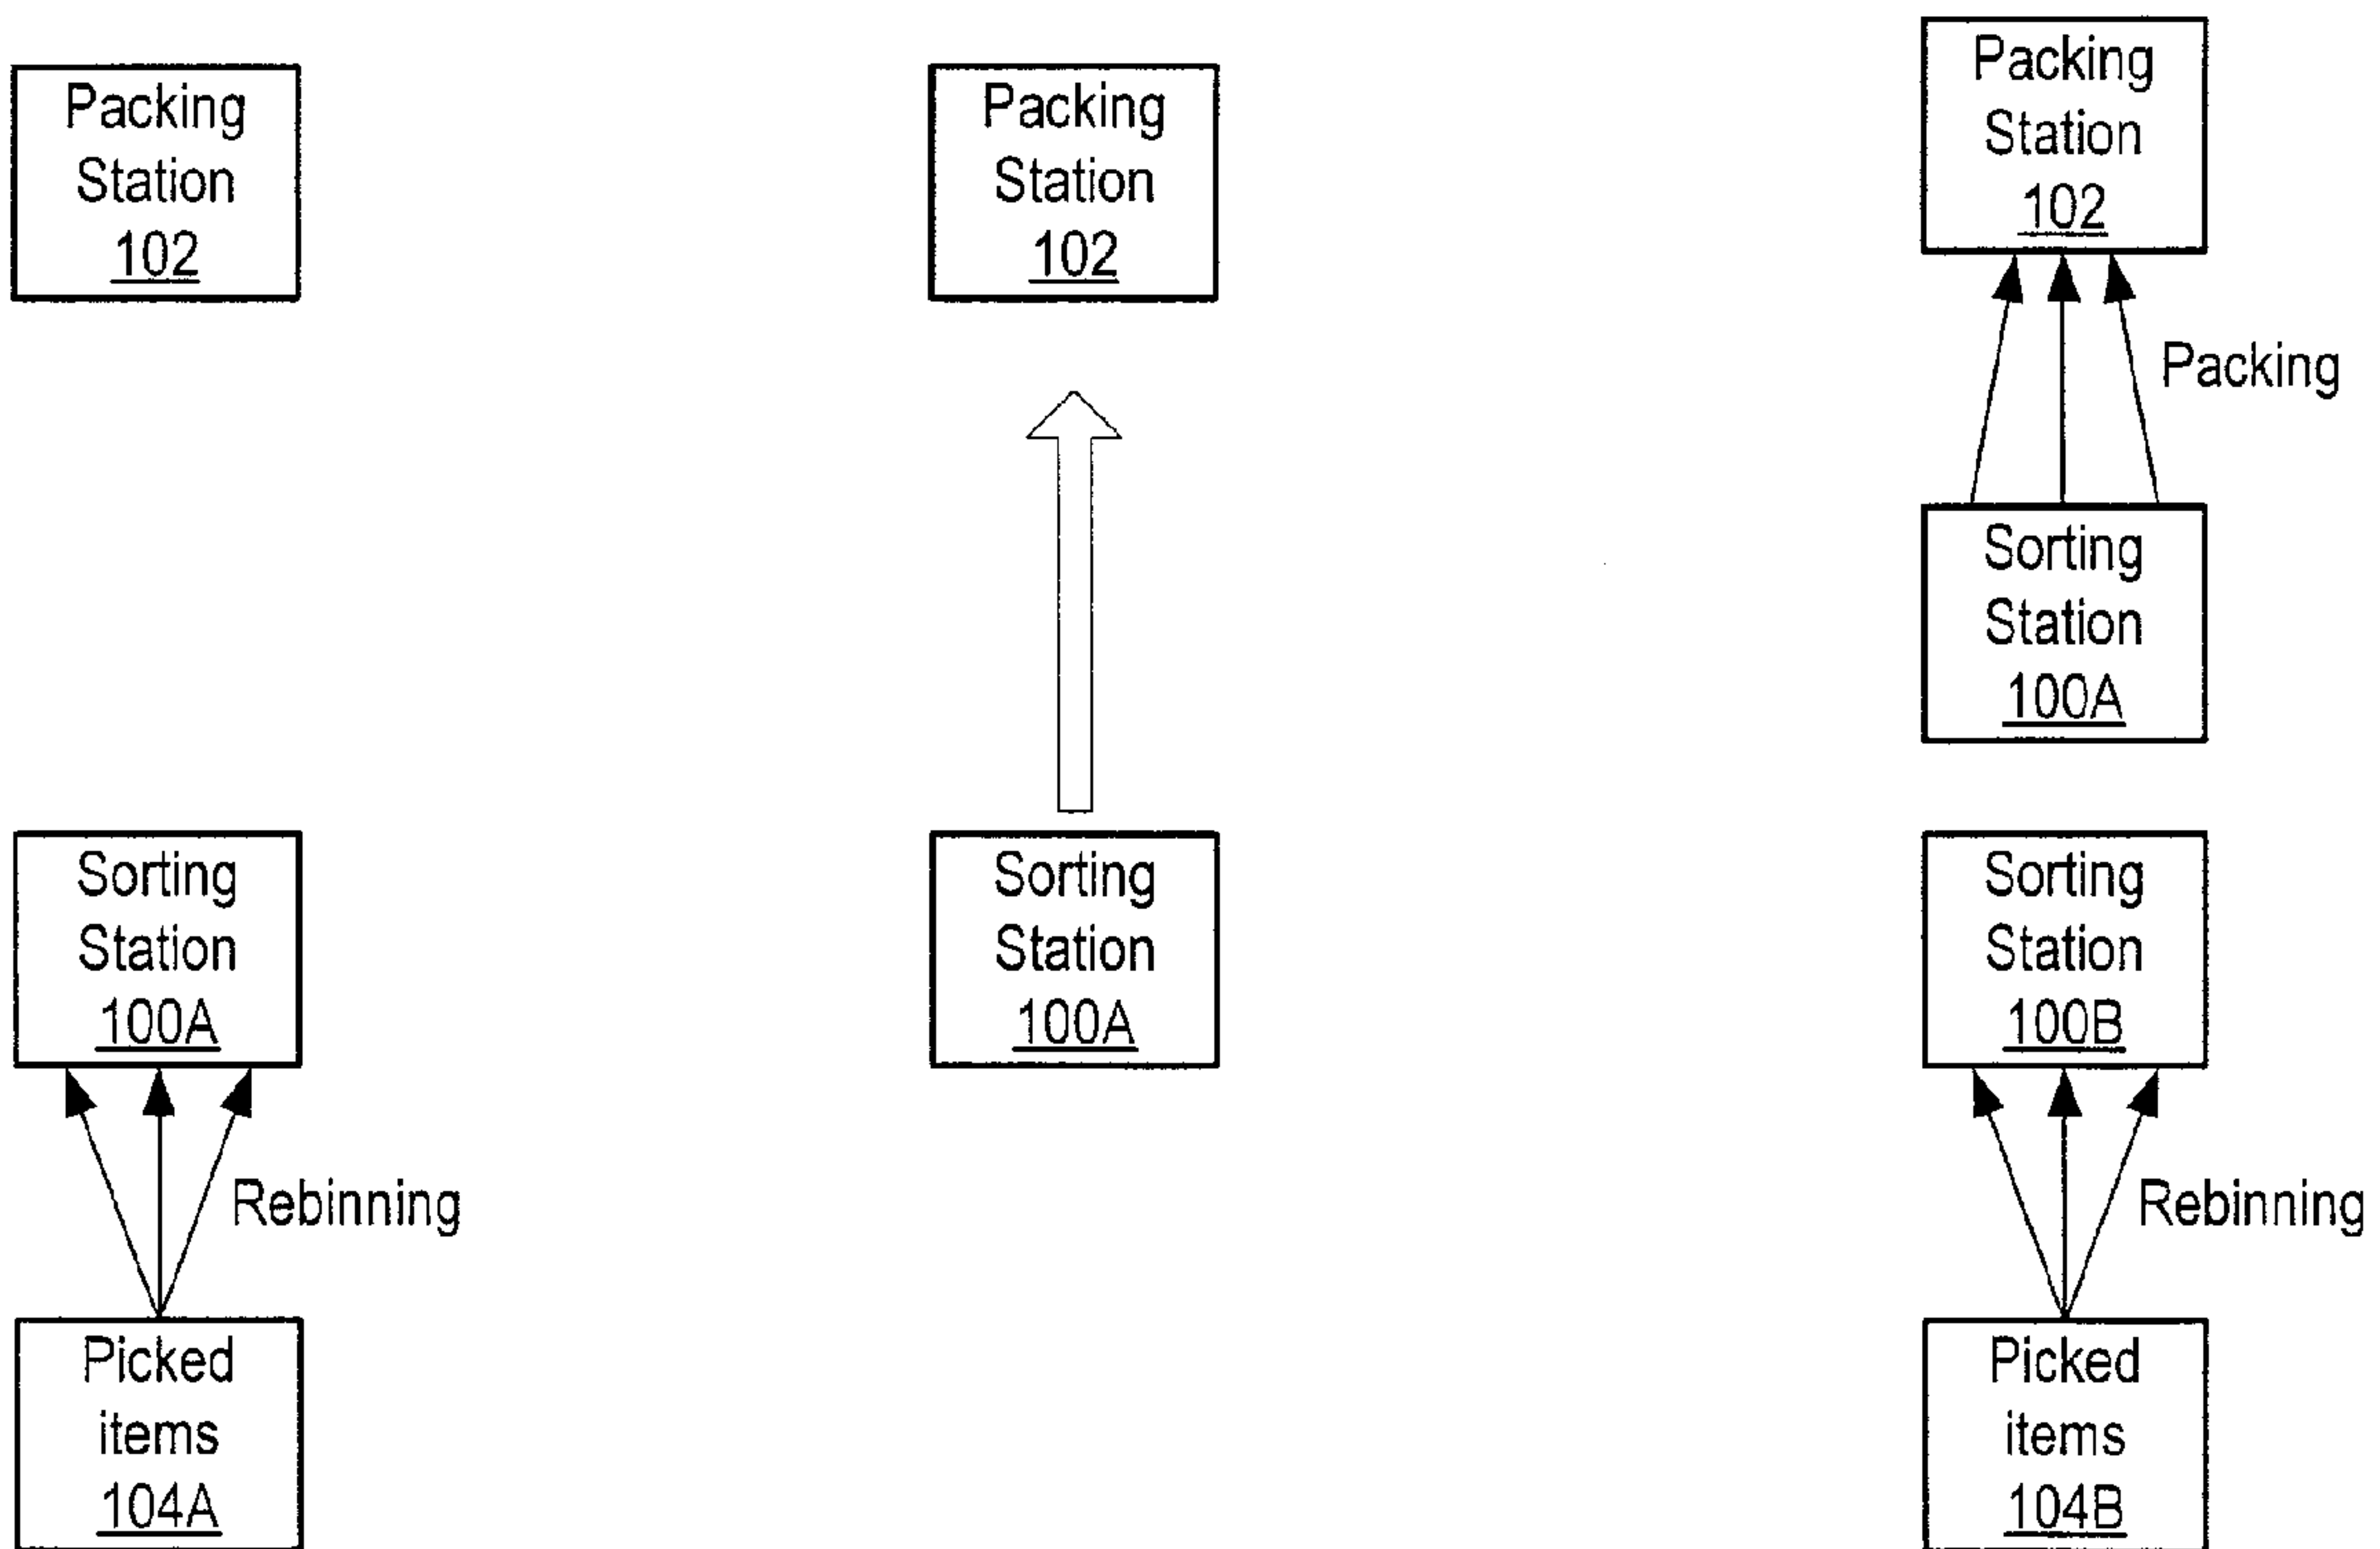 Packing
Station
102
Sorting
Station
100A
Rebinning
Picked
items
104A
Packing
Station
102
Sorting
Station
100A
Packing
Station
102
Packing
Sorting
Station
100A
Sorting
Station
100B
Rebinning
Picked
items
104B